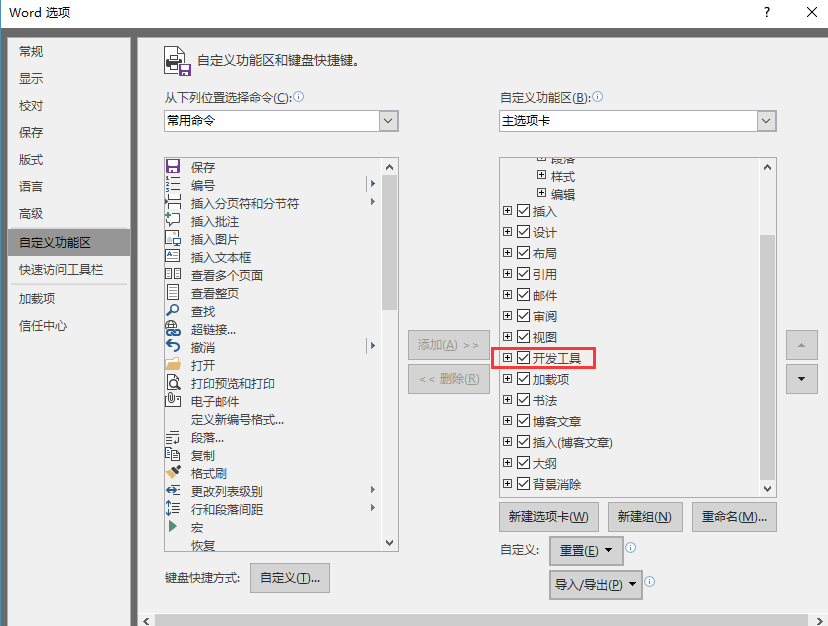 Word 选项
?
常规
显示
校对
保存
版式
语言
高级
自定义功能区
快速访问工具栏
加载项
信任中心
自定义功能区和键盘快捷键。
从下列位置选择命令(C):
常用命令
保存
编号
插入分页符和分节符
插入批注
插入图片
插入文本框
查看多个页面
查看整页
查找
超链接...
撤消
打开
打印预览和打印
电子邮件
定义新编号格式...
段落...
复制
格式刷
更改列表级别
行和段落间距
宏
恢复
键盘快捷方式:
自定义(T)...
添加(A) >>
<< 删除(R)
自定义功能区(B):
主选项卡
段落
样式
编辑
插入
设计
布局
引用
邮件
审阅
视图
开发工具
加载项
书法
博客文章
插入(博客文章)
大纲
背景消除
新建选项卡(W)
新建组(N)
重命名(M)...
自定义:
重置(E)
导入/导出(P)